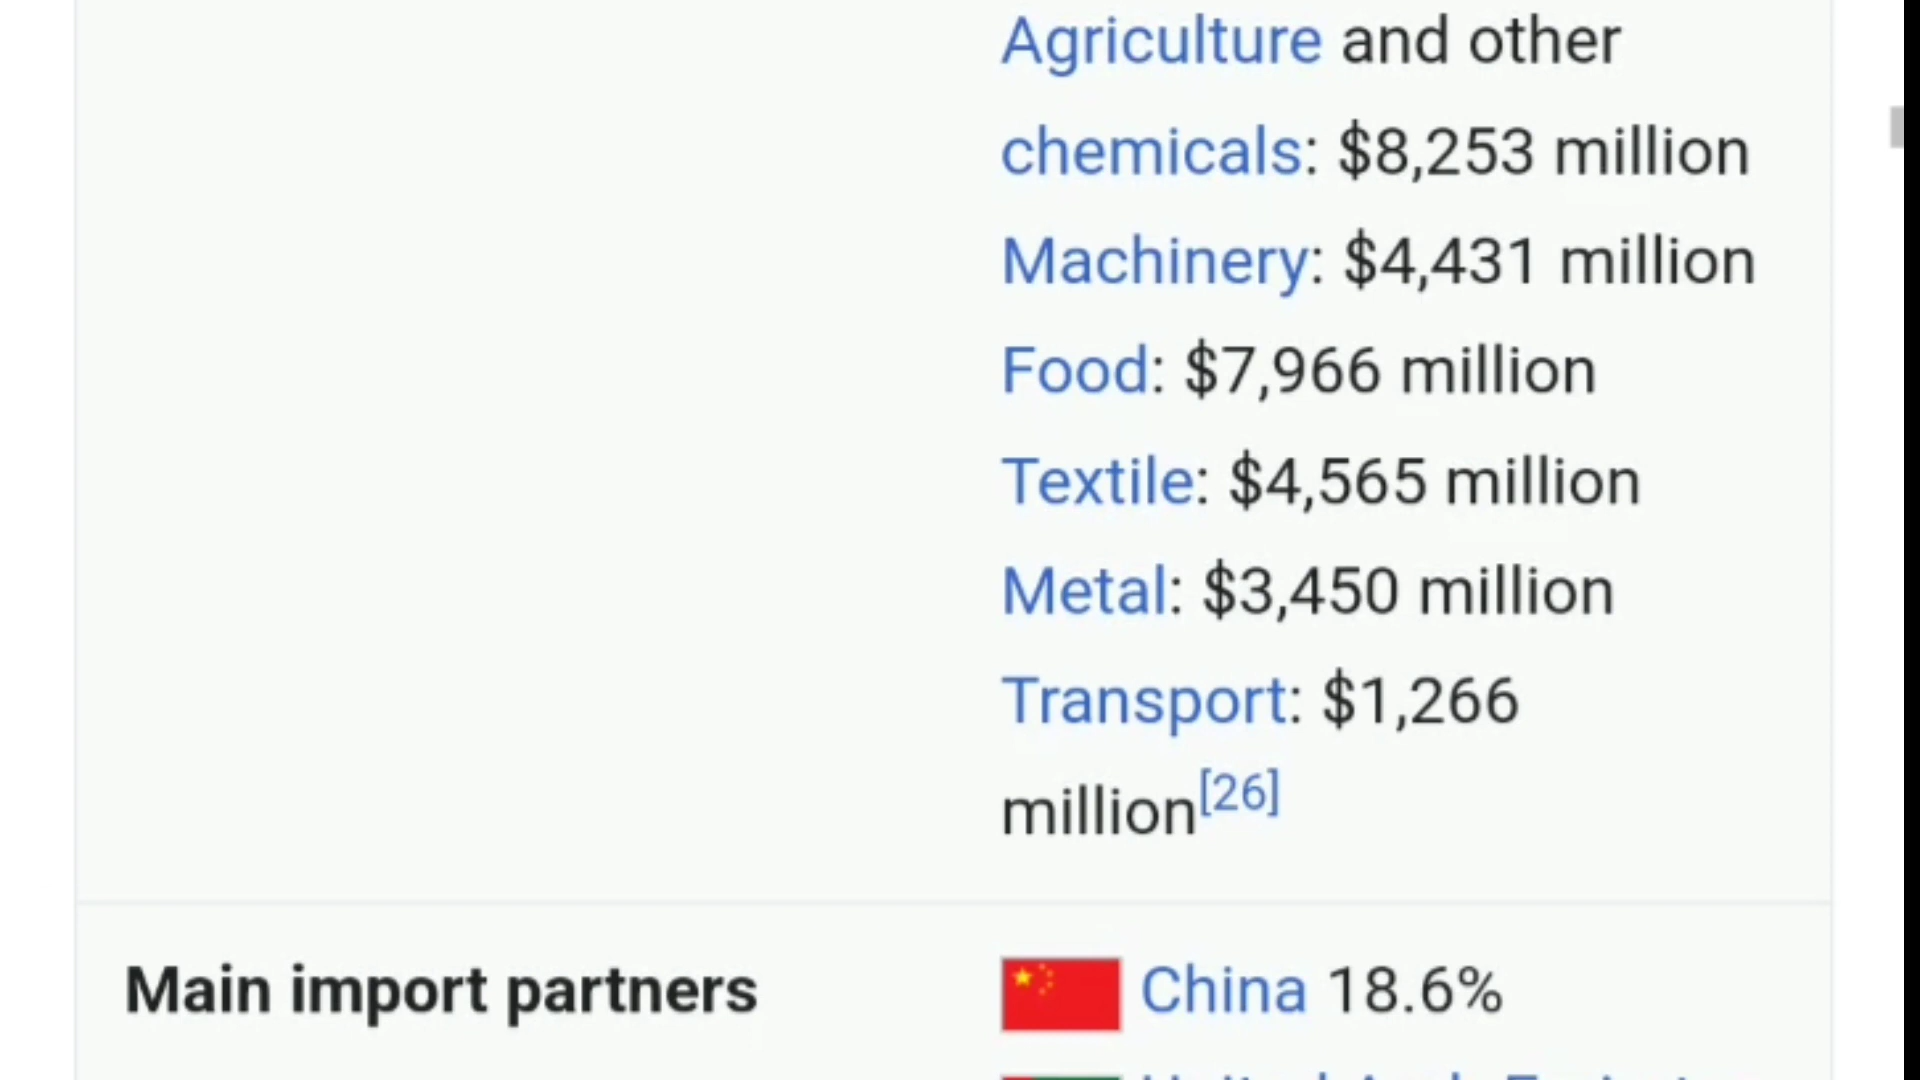 Agriculture and other
chemicals: $8,253 million
Machinery: $4,431 million
Food: $7,966 million
Textile: $4,565 million
Metal: $3,450 million
Transport: $1,266
million[26]
Main import partners
China 18.6%